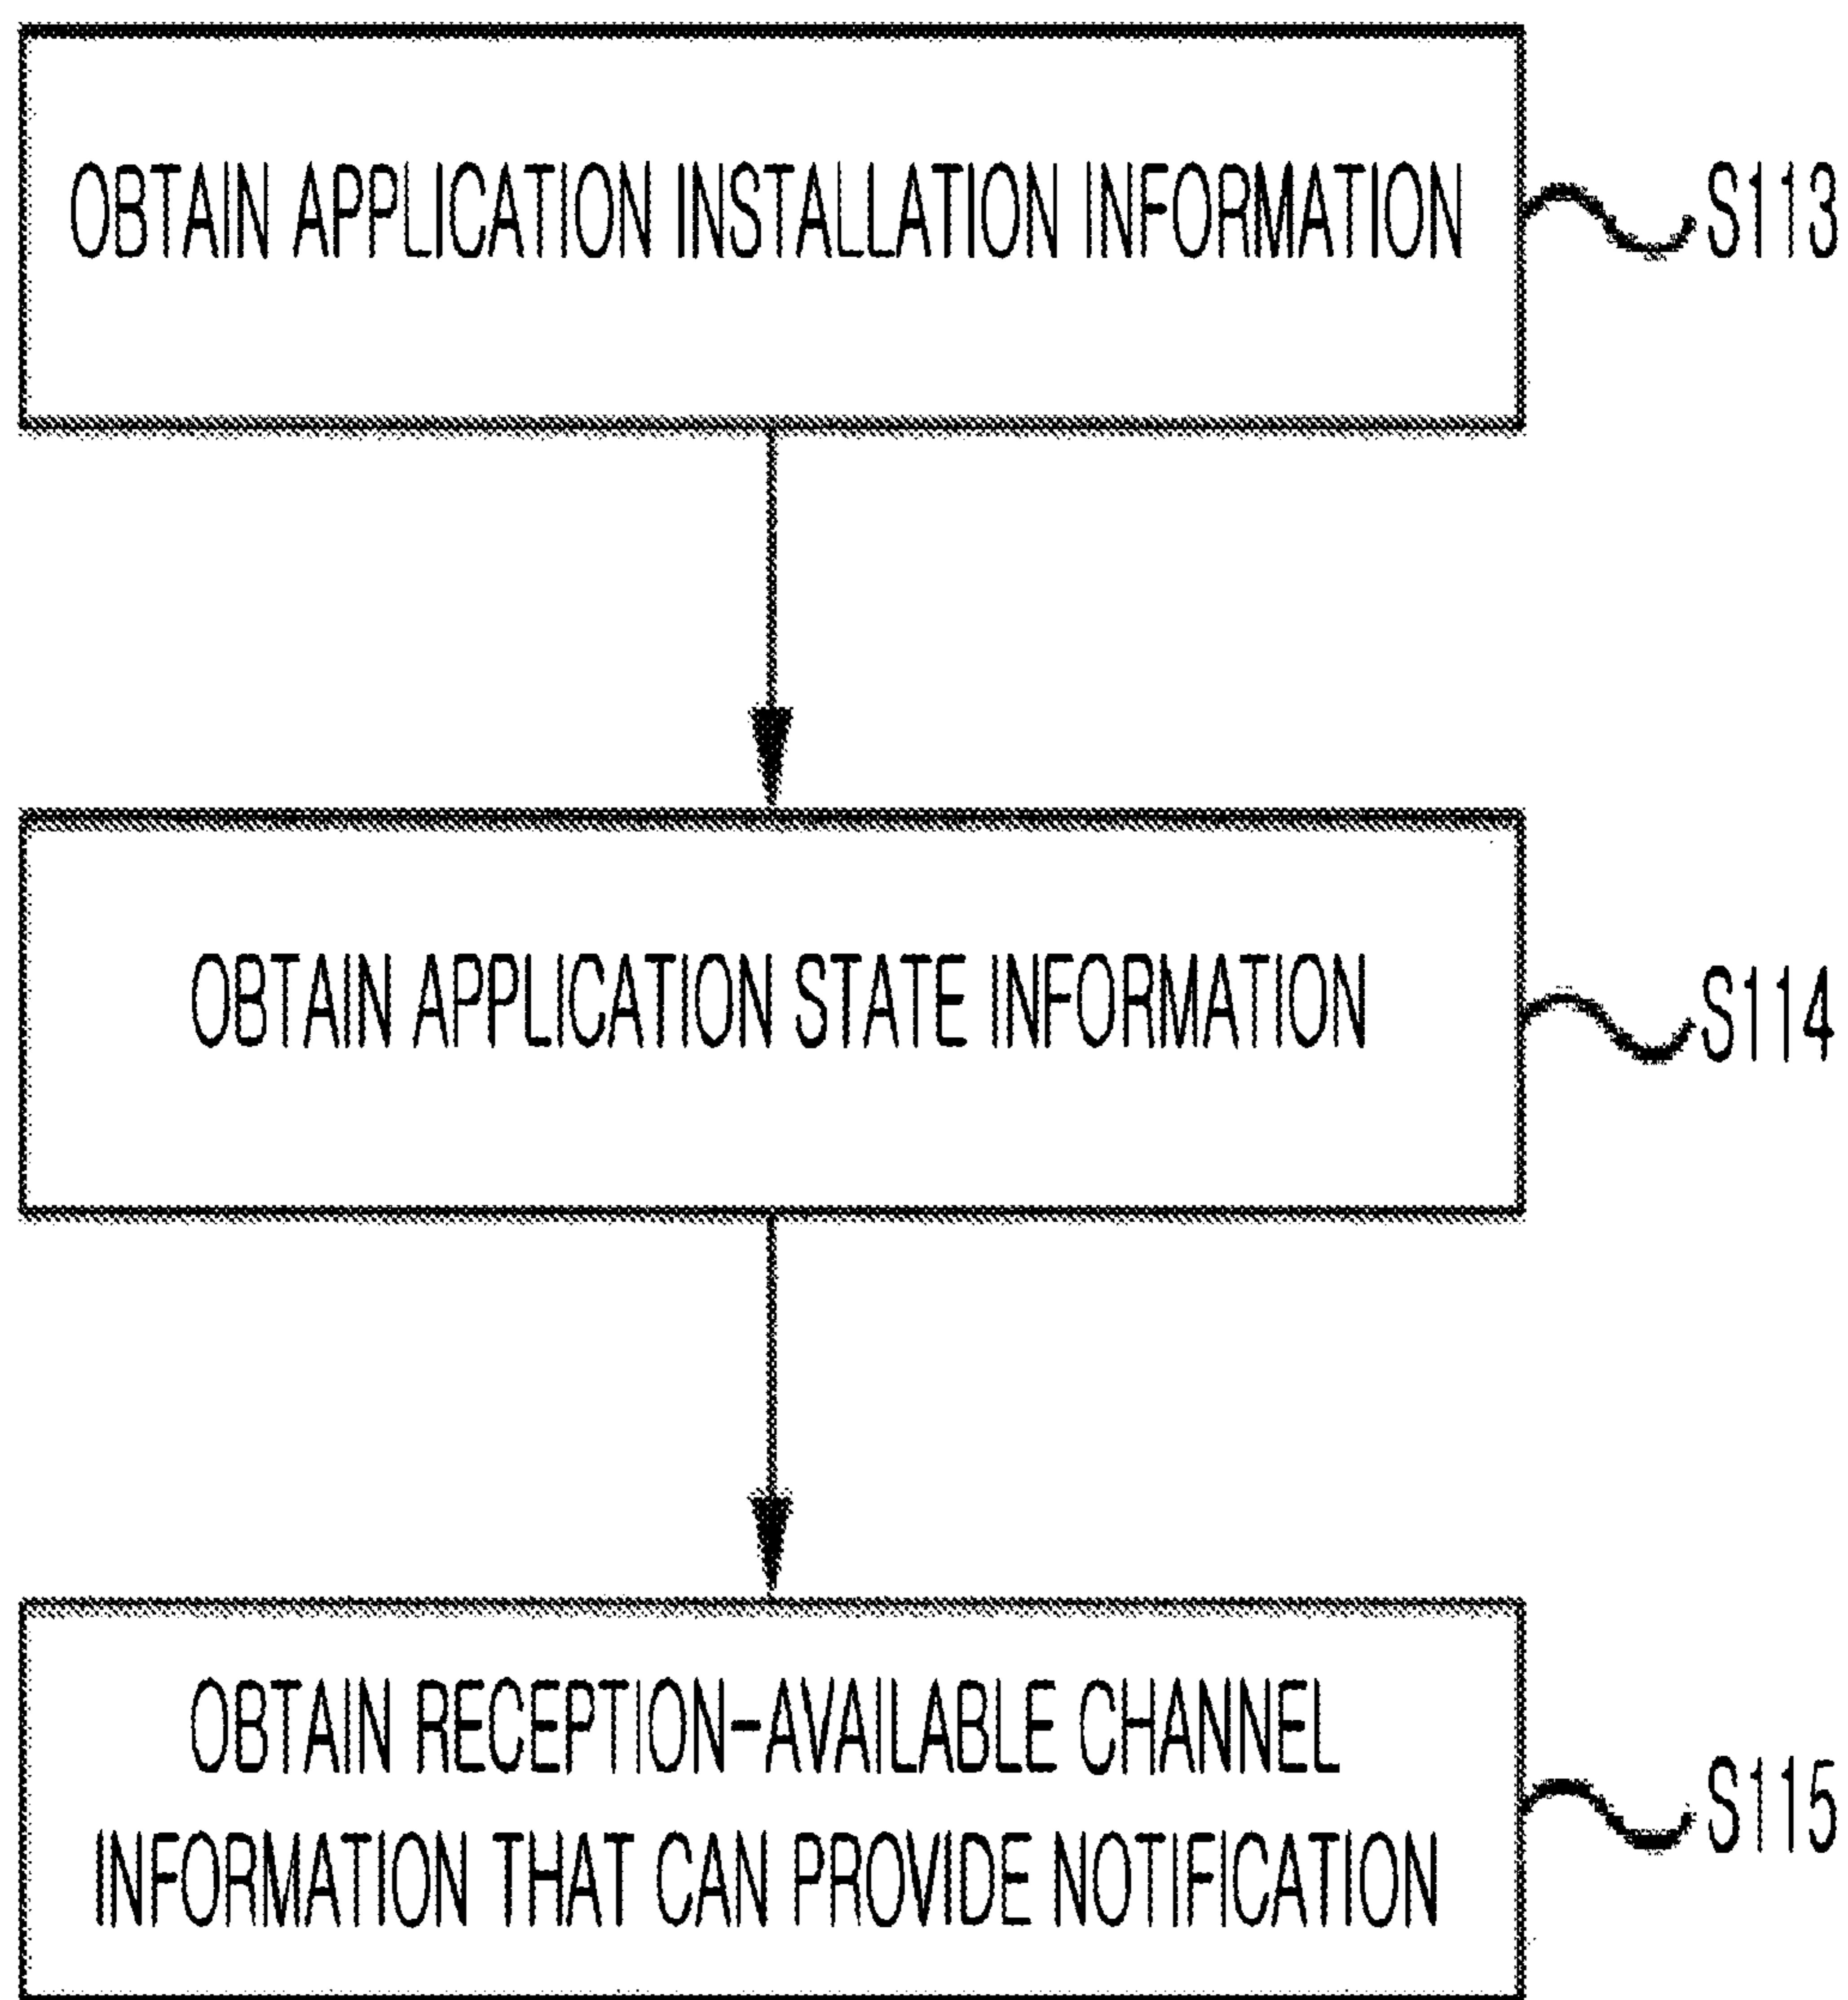 OBTAIN APPLICATION INSTALLATION INFORMATION
S113
OBTAIN APPLICATION STATE INFORMATION
S114
OBTAIN RECEPTION-AVAILABLE CHANNEL
INFORMATION THAT CAN PROVIDE NOTIFICATION
S115